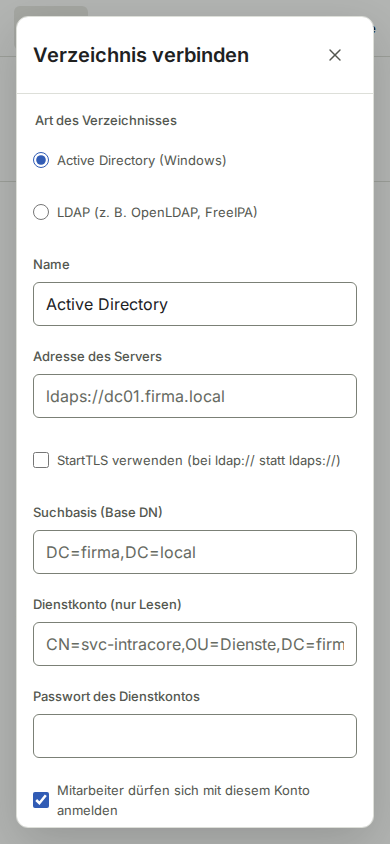 Verzeichnis verbinden
Art des Verzeichnisses
Active Directory (Windows)
LDAP (z. B. OpenLDAP, FreeIPA)
Name
Active Directory
Adresse des Servers
ldaps://dc01.firma.local
StartTLS verwenden (bei ldap:// statt ldaps://)
Suchbasis (Base DN)
DC=firma,DC=local
Dienstkonto (nur Lesen)
CN=svc-intracore,OU=Dienste,DC=firm
Passwort des Dienstkontos
Mitarbeiter dürfen sich mit diesem Konto
anmelden